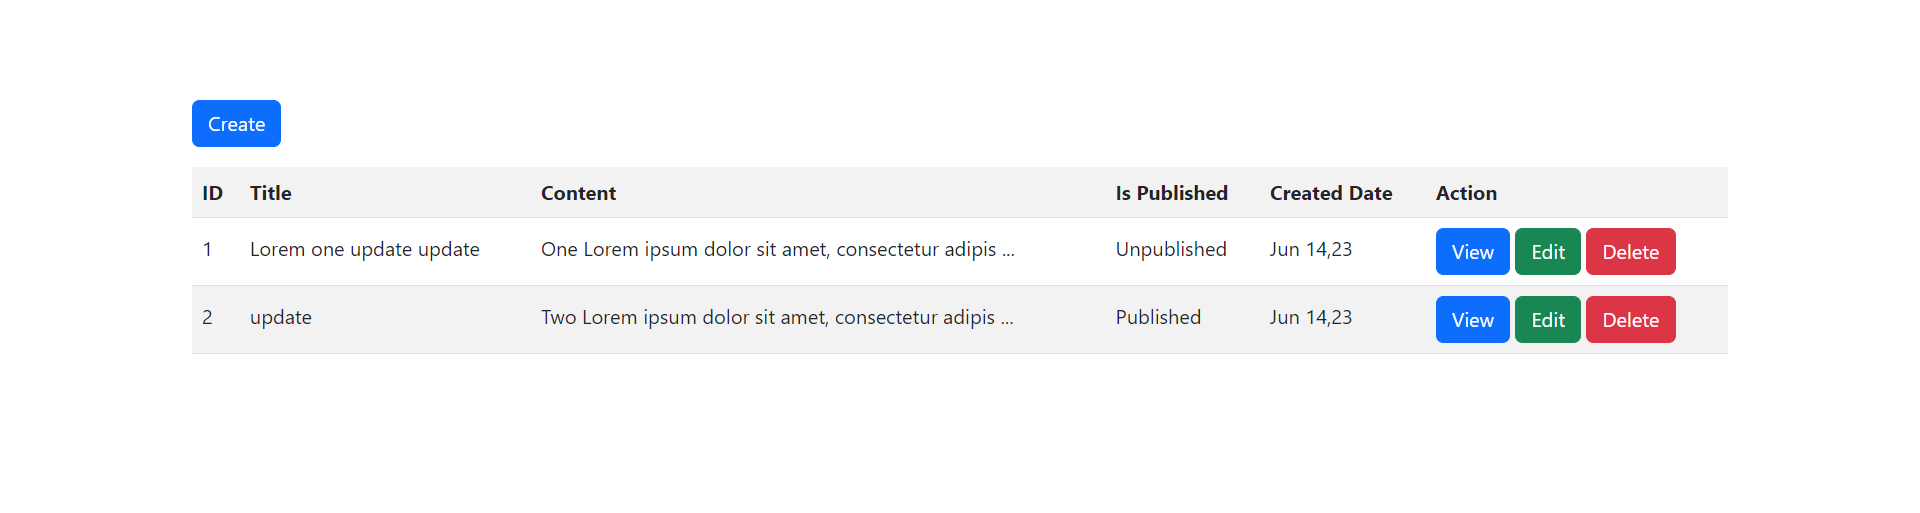 Create
ID Title Content Is Published Created Date Action
1 Lorem one update update One Lorem ipsum dolor sit amet, consectetur adipis ... Unpublished Jun 14,23 View Edit Delete
2 update Two Lorem ipsum dolor sit amet, consectetur adipis ... Published Jun 14,23 View Edit Delete